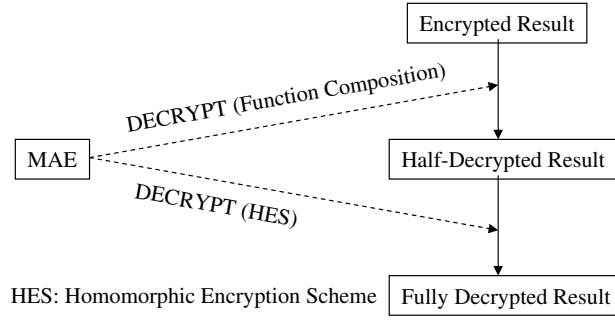 Encrypted Result
DECRYPT (Function Composition)
MAE
Half-Decrypted Result
DECRYPT (HES)
HES: Homomorphic Encryption Scheme
Fully Decrypted Result